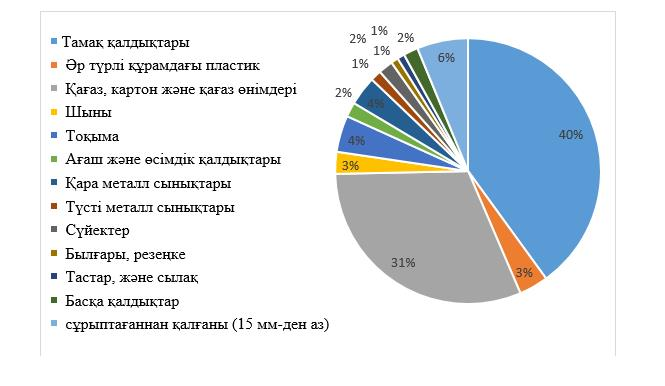 Тамақ қалдықтары
Әр түрлі құрамдағы пластик
Қағаз, картон және қағаз өнімдері
Шыны
Тоқыма
Ағаш және өсімдік қалдықтары
Қара металл сынықтары
Түсті металл сынықтары
Сүйектер
Былғары, резеңке
Тастар, және сылақ
Басқа қалдықтар
сұрыптағаннан қалғаны (15 мм-ден аз)
40%
3%
31%
3%
4%
2%
4%
1%
2%
1%
1%
2%
6%